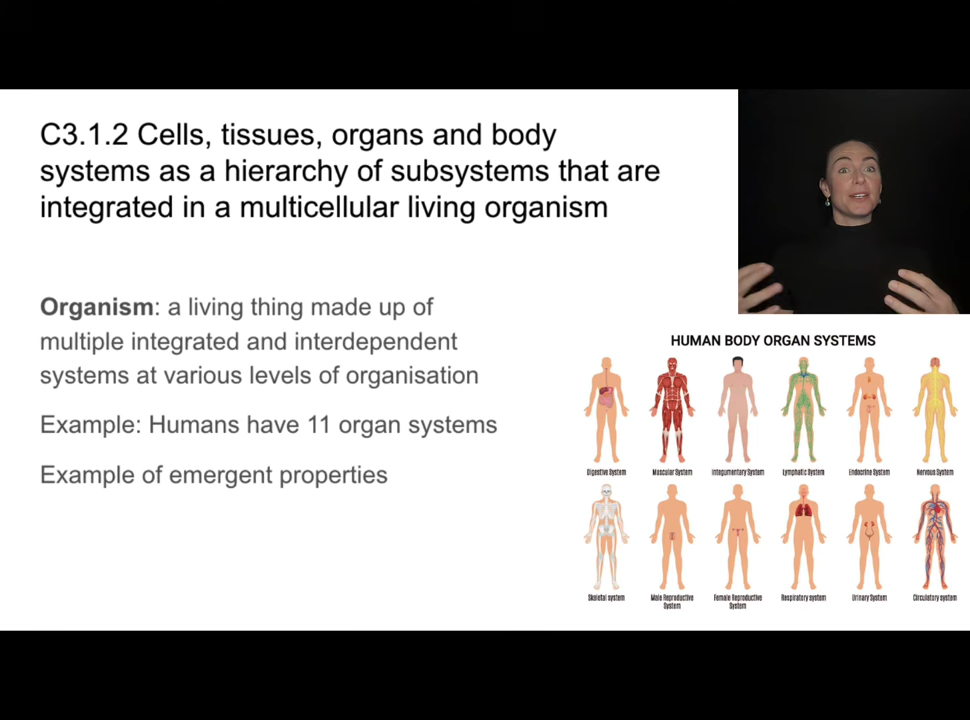 C3.1.2 Cells, tissues, organs and body
systems as a hierarchy of subsystems that are
integrated in a multicellular living organism
Organism: a living thing made up of
multiple integrated and interdependent
systems at various levels of organisation
Example: Humans have 11 organ systems
Example of emergent properties
HUMAN BODY ORGAN SYSTEMS
Digestive System
Mascular System
Integumentary System
Lymphatic System
Endocrine System
Nervous System
Skeletal system
Male Reproductive
System
Female Reproductive
System
Respiratory system
Urinary System
Circulatory system